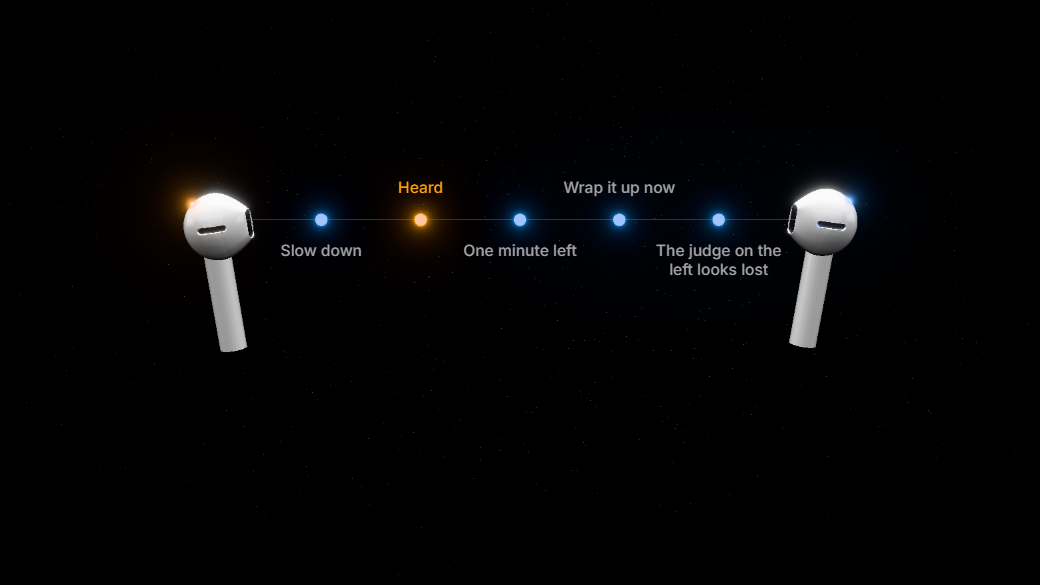 Heard
Wrap it up now
Slow down
One minute left
The judge on the
left looks lost